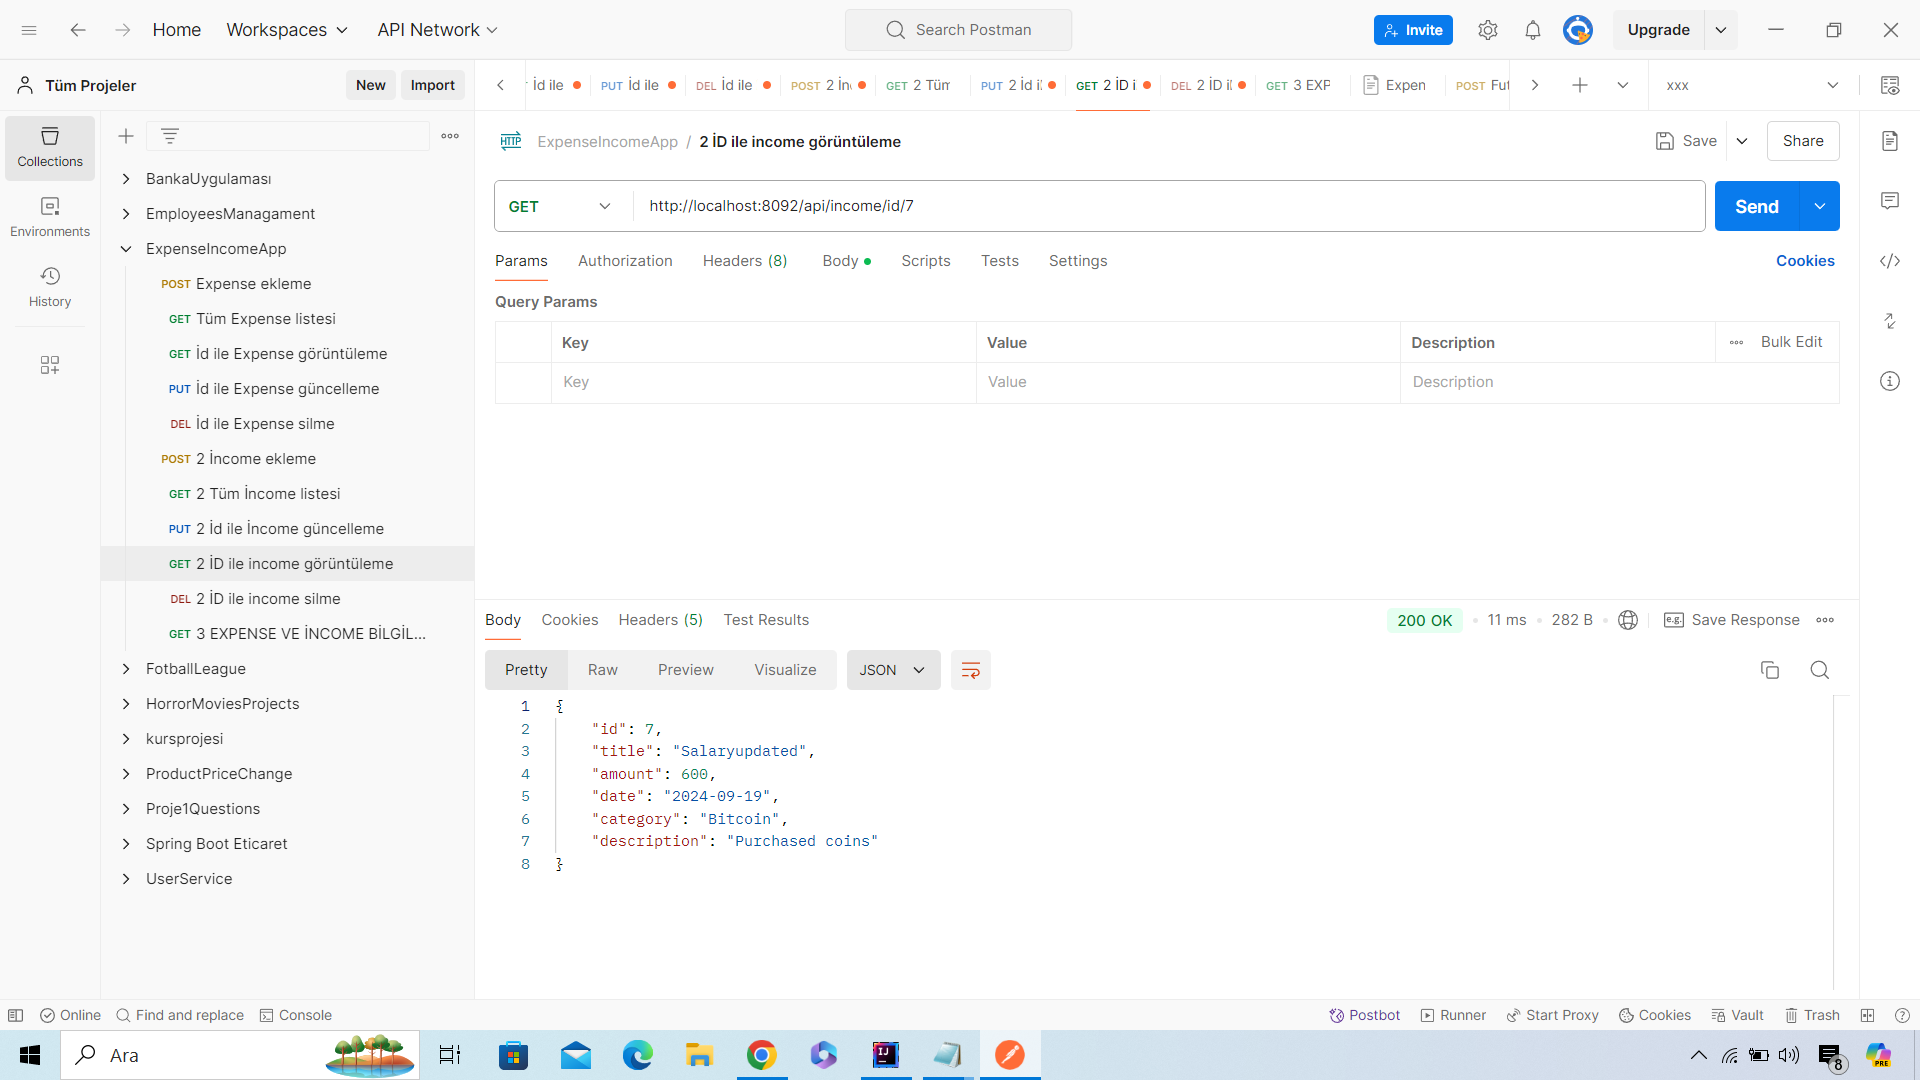 Home Workspaces API Network Search Postman Invite Upgrade
Tüm Projeler New Import
İd ile PUT İd ile DEL İd ile POST 2 İn GET 2 Tüm PUT 2 İd i GET 2 İD i DEL 2 İD i GET 3 EXP Expen POST Fut xxx
Collections
Environments
History
BankaUygulaması
EmployeesManagament
ExpenseIncomeApp
POST Expense ekleme
GET Tüm Expense listesi
GET İd ile Expense görüntüleme
PUT İd ile Expense güncelleme
DEL İd ile Expense silme
POST 2 İncome ekleme
GET 2 Tüm İncome listesi
PUT 2 İd ile İncome güncelleme
GET 2 İD ile income görüntüleme
DEL 2 İD ile income silme
GET 3 EXPENSE VE İNCOME BİLGİL...
FotballLeague
HorrorMoviesProjects
kursprojesi
ProductPriceChange
Proje1Questions
Spring Boot Eticaret
UserService
HTTP ExpenseIncomeApp / 2 İD ile income görüntüleme Save Share
GET http://localhost:8092/api/income/id/7 Send
Params Authorization Headers (8) Body Scripts Tests Settings Cookies
Query Params
Key Value Description Bulk Edit
Key Value Description
Body Cookies Headers (5) Test Results 200 OK 11 ms 282 B e.g. Save Response
Pretty Raw Preview Visualize JSON
1 {
2 "id": 7,
3 "title": "Salaryupdated",
4 "amount": 600,
5 "date": "2024-09-19",
6 "category": "Bitcoin",
7 "description": "Purchased coins"
8 }
Online Find and replace Console Postbot Runner Start Proxy Cookies Vault Trash
Ara IJ 8 PRE